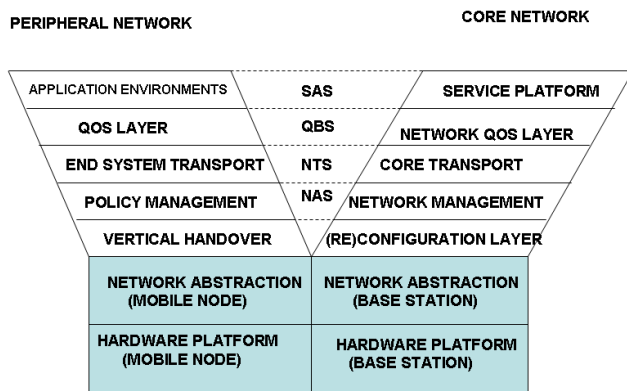 PERIPHERAL NETWORK
CORE NETWORK
APPLICATION ENVIRONMENTS
SAS
SERVICE PLATFORM
QOS LAYER
QBS
NETWORK QOS LAYER
END SYSTEM TRANSPORT
NTS
CORE TRANSPORT
POLICY MANAGEMENT
NAS
NETWORK MANAGEMENT
VERTICAL HANDOVER
(RE)CONFIGURATION LAYER
NETWORK ABSTRACTION
(MOBILE NODE)
NETWORK ABSTRACTION
(BASE STATION)
HARDWARE PLATFORM
(MOBILE NODE)
HARDWARE PLATFORM
(BASE STATION)